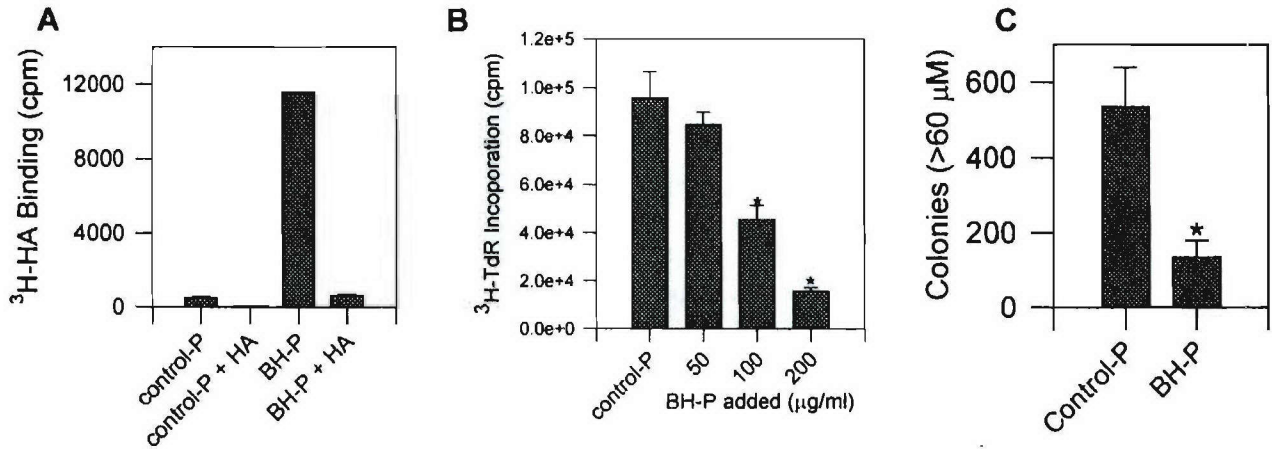 A
³H-HA Binding (cpm)
12000
8000
4000
0
control-P
control-P + HA
BH-P
BH-P + HA
B
³H-TdR Incoporation (cpm)
1.2e+5
1.0e+5
8.0e+4
6.0e+4
4.0e+4
2.0e+4
0.0e+0
*
*
control-P
50
100
200
BH-P added (µg/ml)
C
Colonies (>60 µM)
600
400
200
0
*
Control-P
BH-P